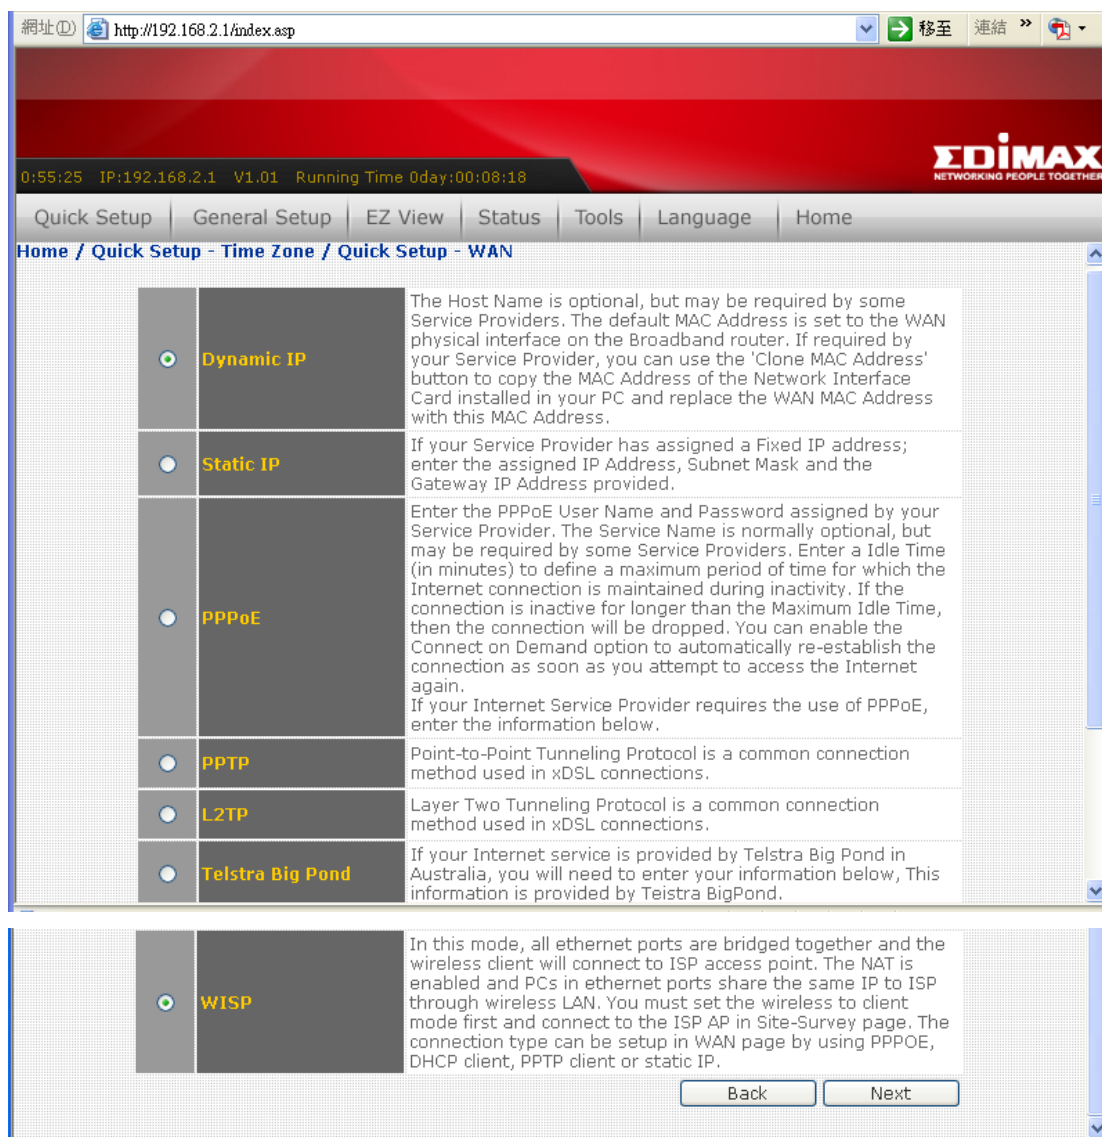 網址(D) http://192.168.2.1/index.asp 移至 連結 »
EDIMAX
NETWORKING PEOPLE TOGETHER
0:55:25 IP:192.168.2.1 V1.01 Running Time 0day:00:08:18
Quick Setup General Setup EZ View Status Tools Language Home
Home / Quick Setup - Time Zone / Quick Setup - WAN
Dynamic IP
The Host Name is optional, but may be required by some
Service Providers. The default MAC Address is set to the WAN
physical interface on the Broadband router. If required by
your Service Provider, you can use the 'Clone MAC Address'
button to copy the MAC Address of the Network Interface
Card installed in your PC and replace the WAN MAC Address
with this MAC Address.
Static IP
If your Service Provider has assigned a Fixed IP address;
enter the assigned IP Address, Subnet Mask and the
Gateway IP Address provided.
PPPoE
Enter the PPPoE User Name and Password assigned by your
Service Provider. The Service Name is normally optional, but
may be required by some Service Providers. Enter a Idle Time
(in minutes) to define a maximum period of time for which the
Internet connection is maintained during inactivity. If the
connection is inactive for longer than the Maximum Idle Time,
then the connection will be dropped. You can enable the
Connect on Demand option to automatically re-establish the
connection as soon as you attempt to access the Internet
again.
If your Internet Service Provider requires the use of PPPoE,
enter the information below.
PPTP
Point-to-Point Tunneling Protocol is a common connection
method used in xDSL connections.
L2TP
Layer Two Tunneling Protocol is a common connection
method used in xDSL connections.
Telstra Big Pond
If your Internet service is provided by Telstra Big Pond in
Australia, you will need to enter your information below, This
information is provided by Teistra BigPond.
WISP
In this mode, all ethernet ports are bridged together and the
wireless client will connect to ISP access point. The NAT is
enabled and PCs in ethernet ports share the same IP to ISP
through wireless LAN. You must set the wireless to client
mode first and connect to the ISP AP in Site-Survey page. The
connection type can be setup in WAN page by using PPPOE,
DHCP client, PPTP client or static IP.
Back Next